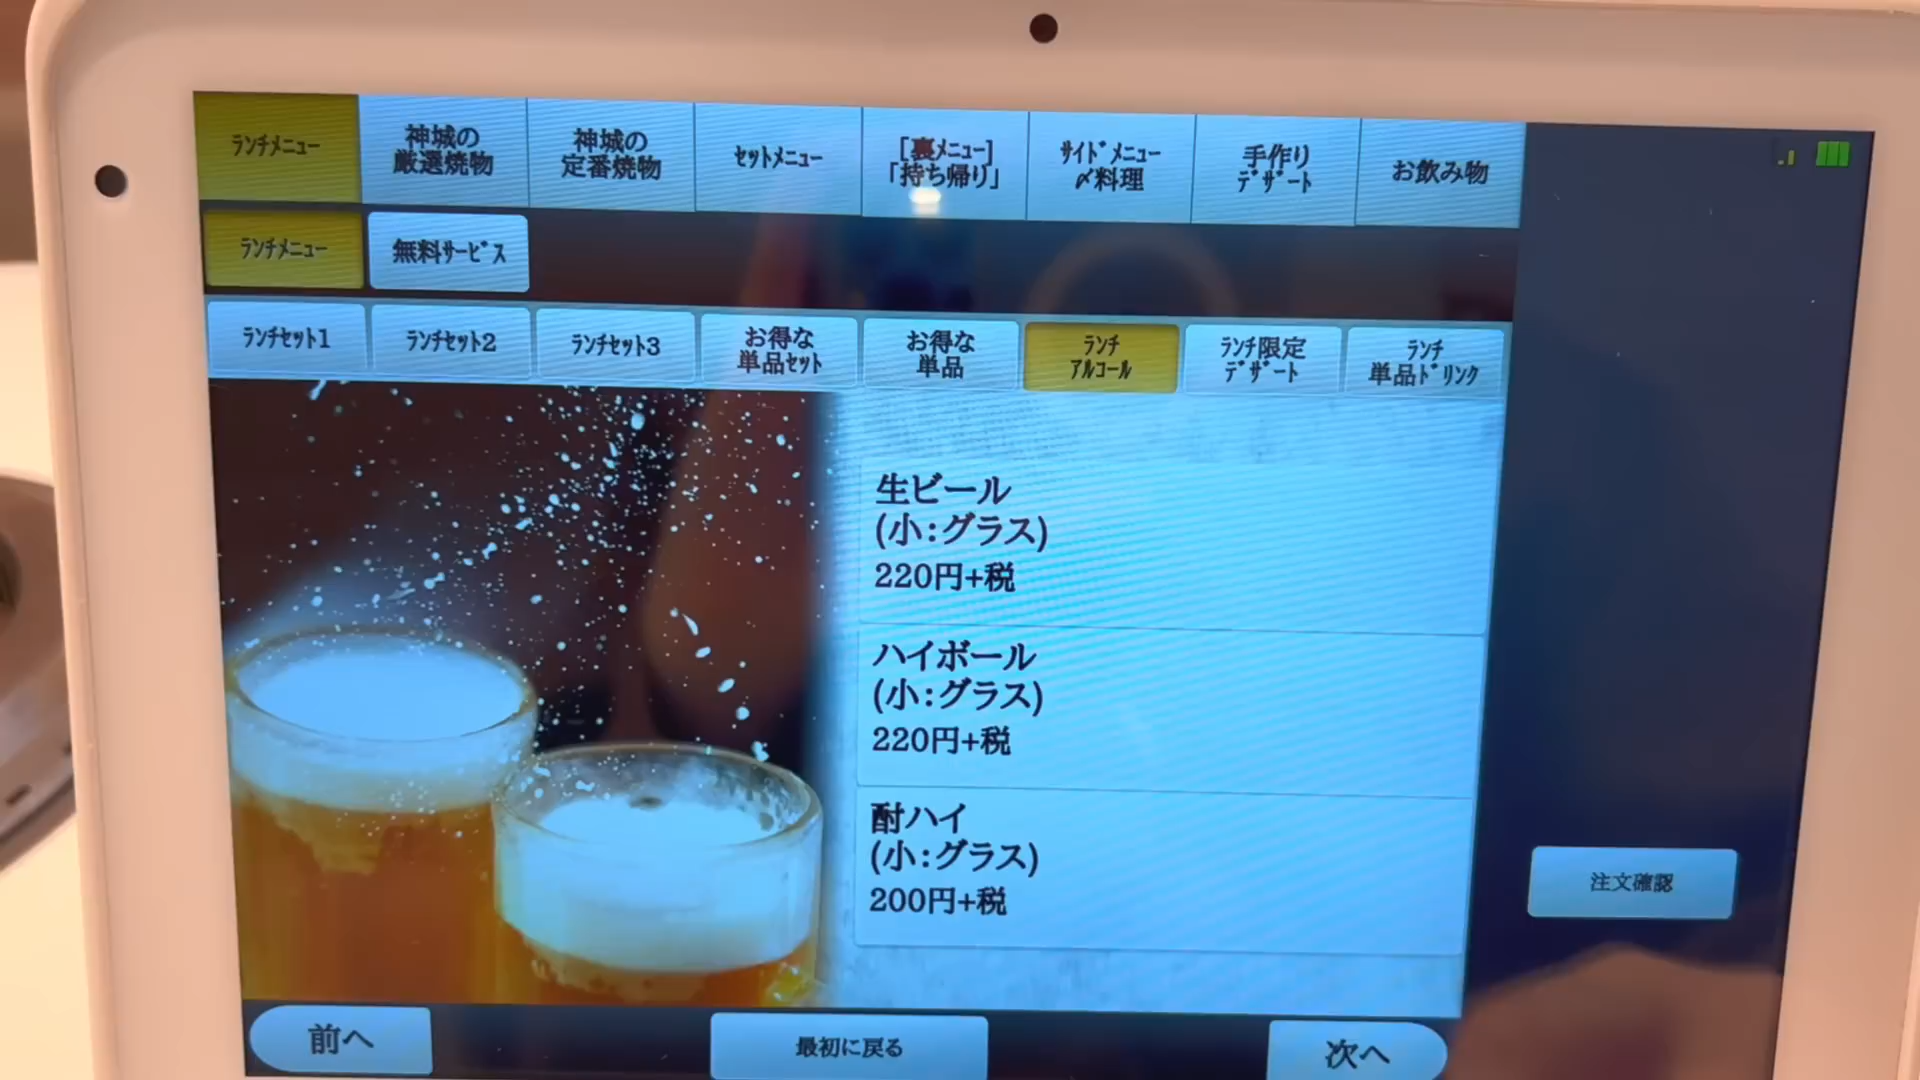 ランチメニュー
神城の
厳選焼物
神城の
定番焼物
セットメニュー
[裏メニュー]
「持ち帰り」
サイドメニュー
〆料理
手作り
デザート
お飲み物
ランチメニュー
無料サービス
ランチセット1
ランチセット2
ランチセット3
お得な
単品セット
お得な
単品
ランチ
アルコール
ランチ限定
デザート
ランチ
単品ドリンク
生ビール
(小:グラス)
220円+税
ハイボール
(小:グラス)
220円+税
酎ハイ
(小:グラス)
200円+税
注文確認
前へ
最初に戻る
次へ